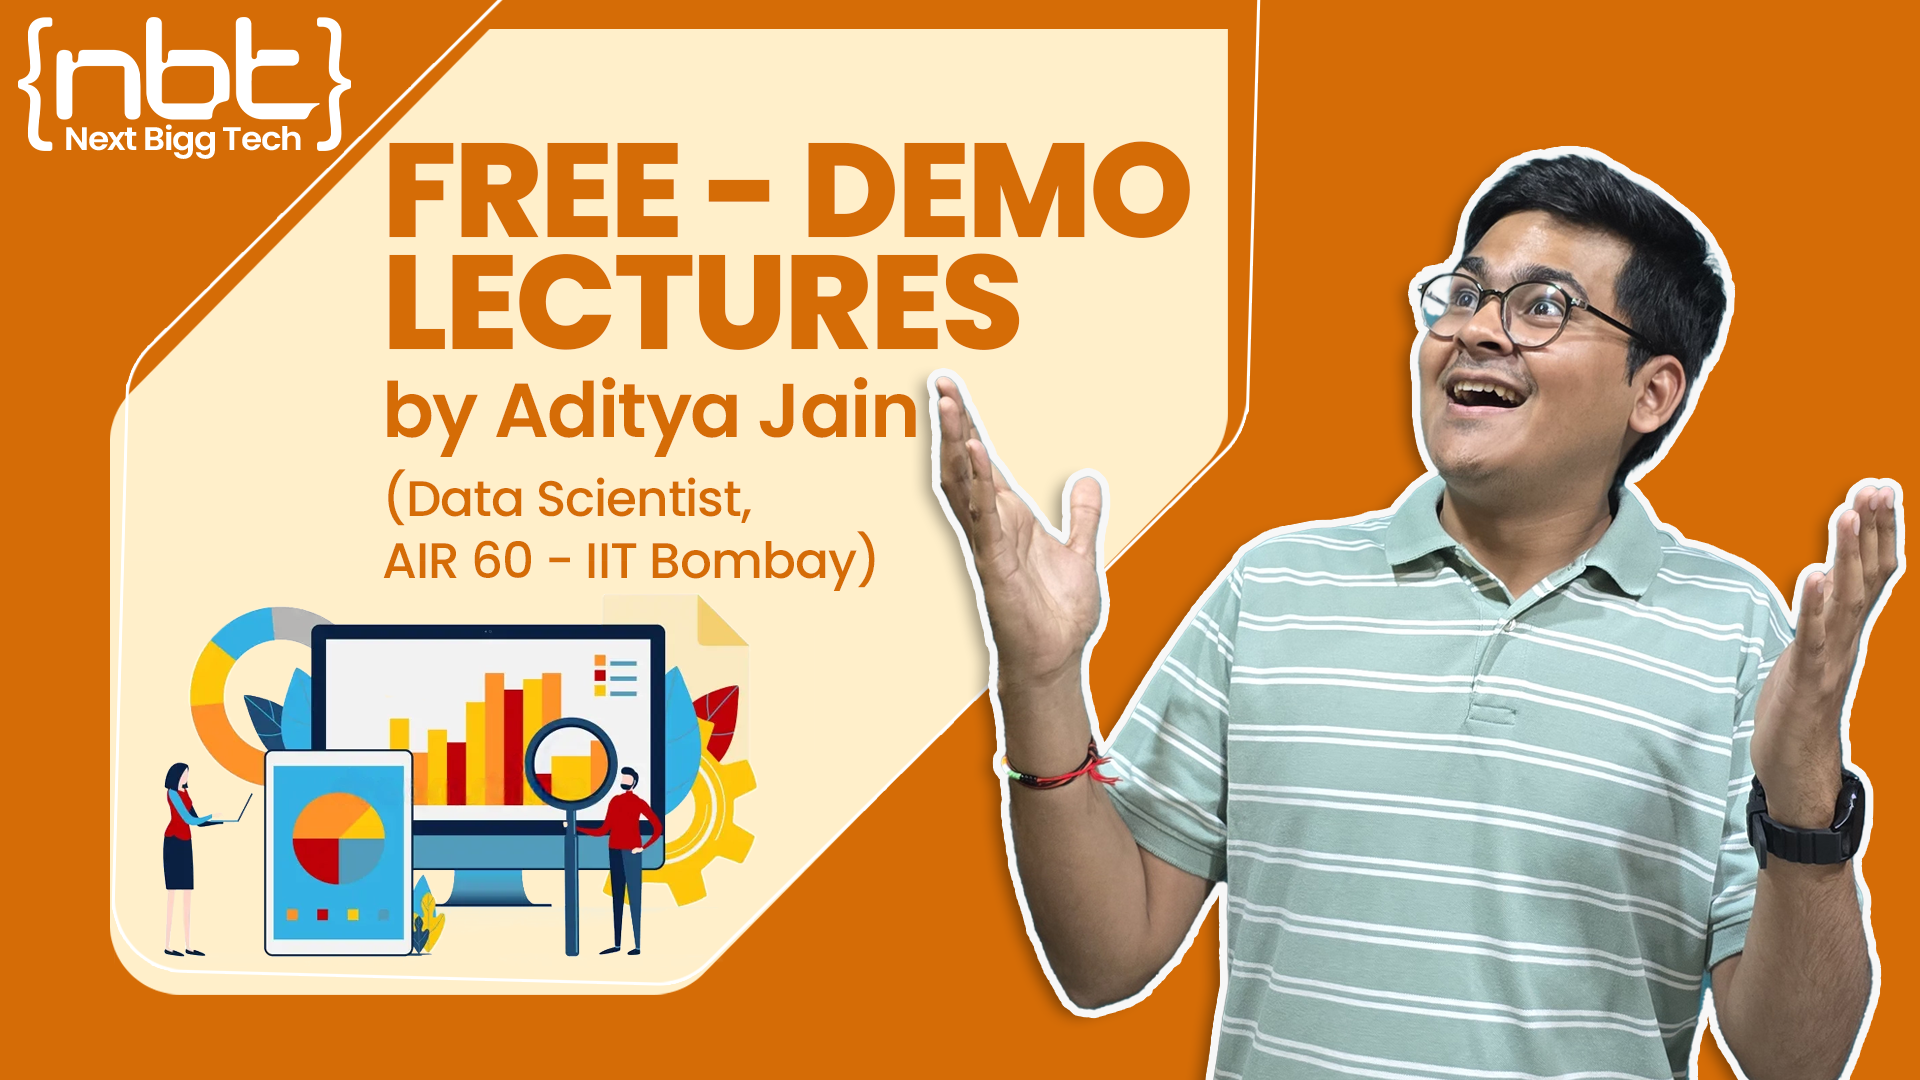 {nbt}
Next Bigg Tech
FREE - DEMO
LECTURES
by Aditya Jain
(Data Scientist,
AIR 60 - IIT Bombay)